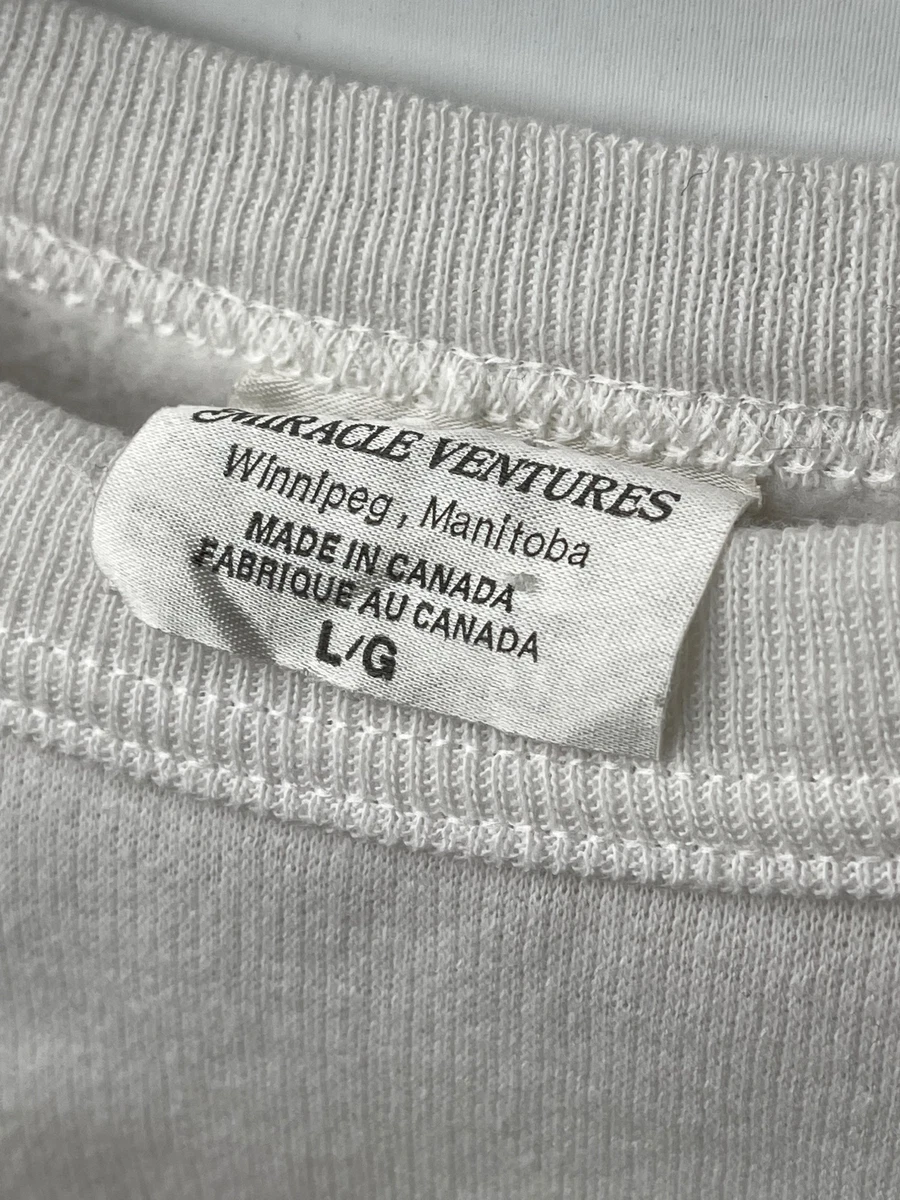 MIRACLE VENTURES
Winnipeg, Manitoba
MADE IN CANADA
FABRIQUE AU CANADA
L/G